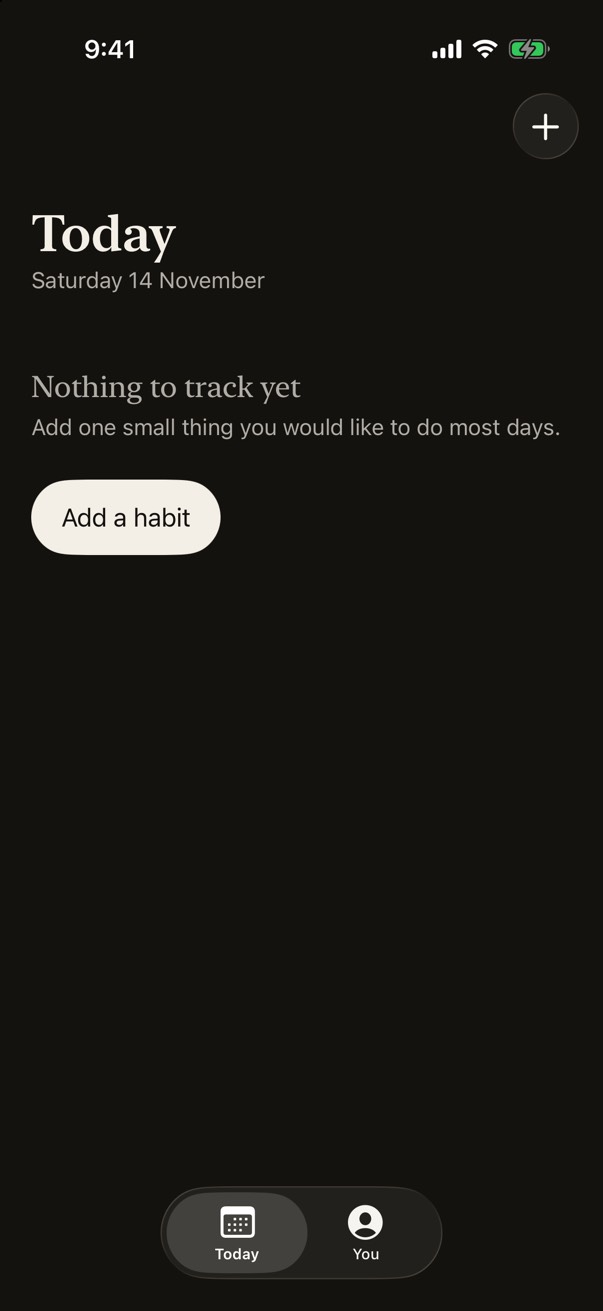 9:41
Today
Saturday 14 November
Nothing to track yet
Add one small thing you would like to do most days.
Add a habit
Today
You